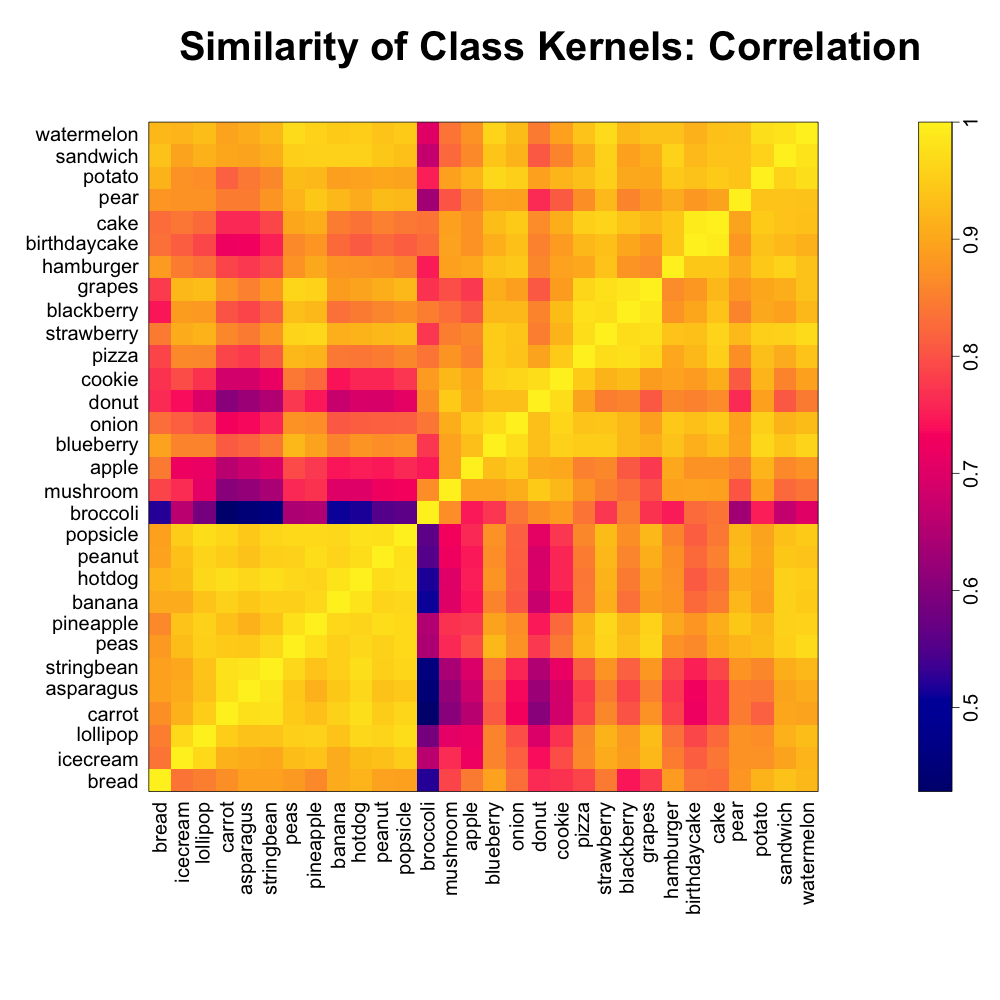 Similarity of Class Kernels: Correlation
watermelon
sandwich
potato
pear
cake
birthdaycake
hamburger
grapes
blackberry
strawberry
pizza
cookie
donut
onion
blueberry
apple
mushroom
broccoli
popsicle
peanut
hotdog
banana
pineapple
peas
stringbean
asparagus
carrot
lollipop
icecream
bread
bread
icecream
lollipop
carrot
asparagus
stringbean
peas
pineapple
banana
hotdog
peanut
popsicle
broccoli
mushroom
apple
blueberry
onion
donut
cookie
pizza
strawberry
blackberry
grapes
hamburger
birthdaycake
cake
pear
potato
sandwich
watermelon
1
0.9
0.8
0.7
0.6
0.5